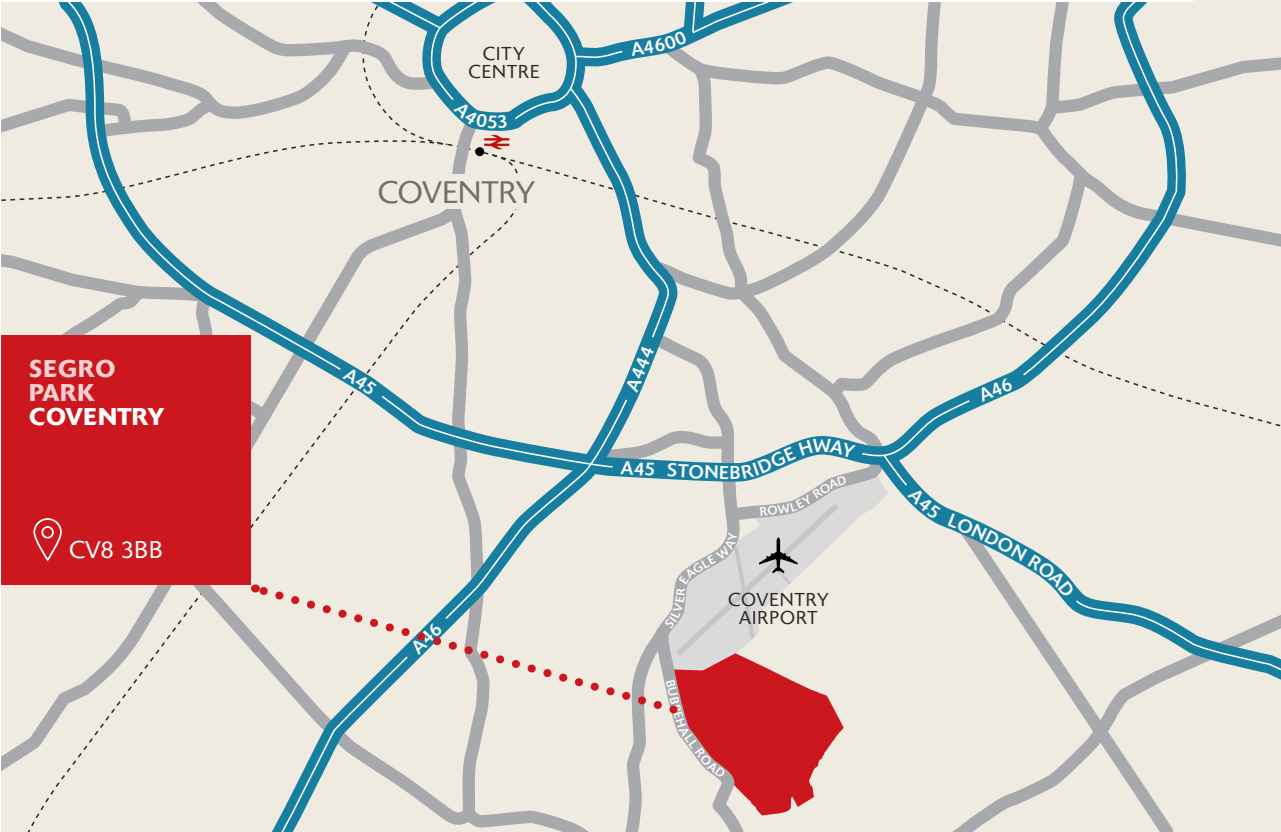 CITY
CENTRE
A4600
A4053
COVENTRY
SEGRO
PARK
COVENTRY
CV8 3BB
A45
A444
A46
A45 STONEBRIDGE HWAY
ROWLEY ROAD
A45 LONDON ROAD
SILVER EAGLE WAY
COVENTRY
AIRPORT
A46
BUBBEHALL ROAD